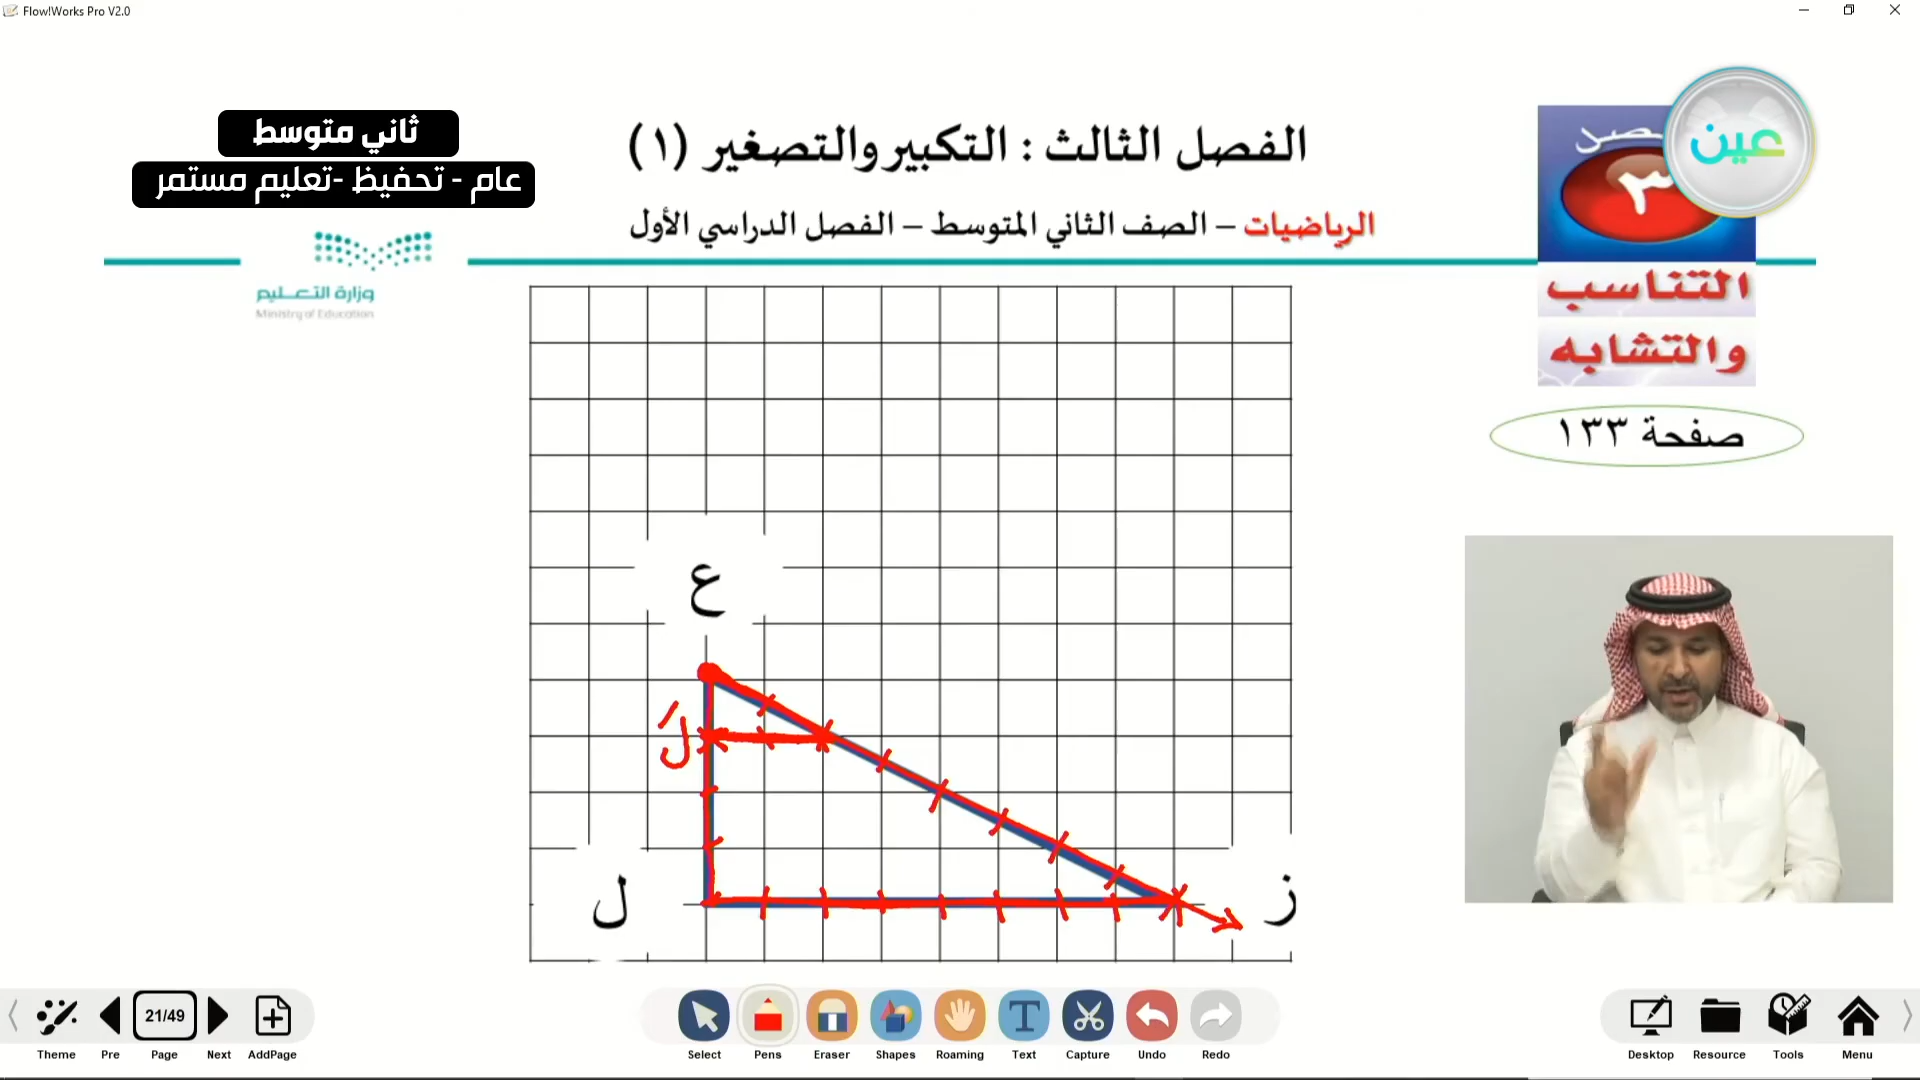 Flow!Works Pro V2.0
ثاني متوسط
عام - تحفيظ -تعليم مستمر
الفصل الثالث : التكبير والتصغير (١)
الرياضيات – الصف الثاني المتوسط – الفصل الدراسي الأول
عين
٣
وزارة التعليم
Ministry of Education
التناسب
والتشابه
صفحة ١٣٣
ع
لَ
ل
ز
21/49
Theme
Pre
Page
Next
AddPage
Select
Pens
Eraser
Shapes
Roaming
Text
Capture
Undo
Redo
Desktop
Resource
Tools
Menu